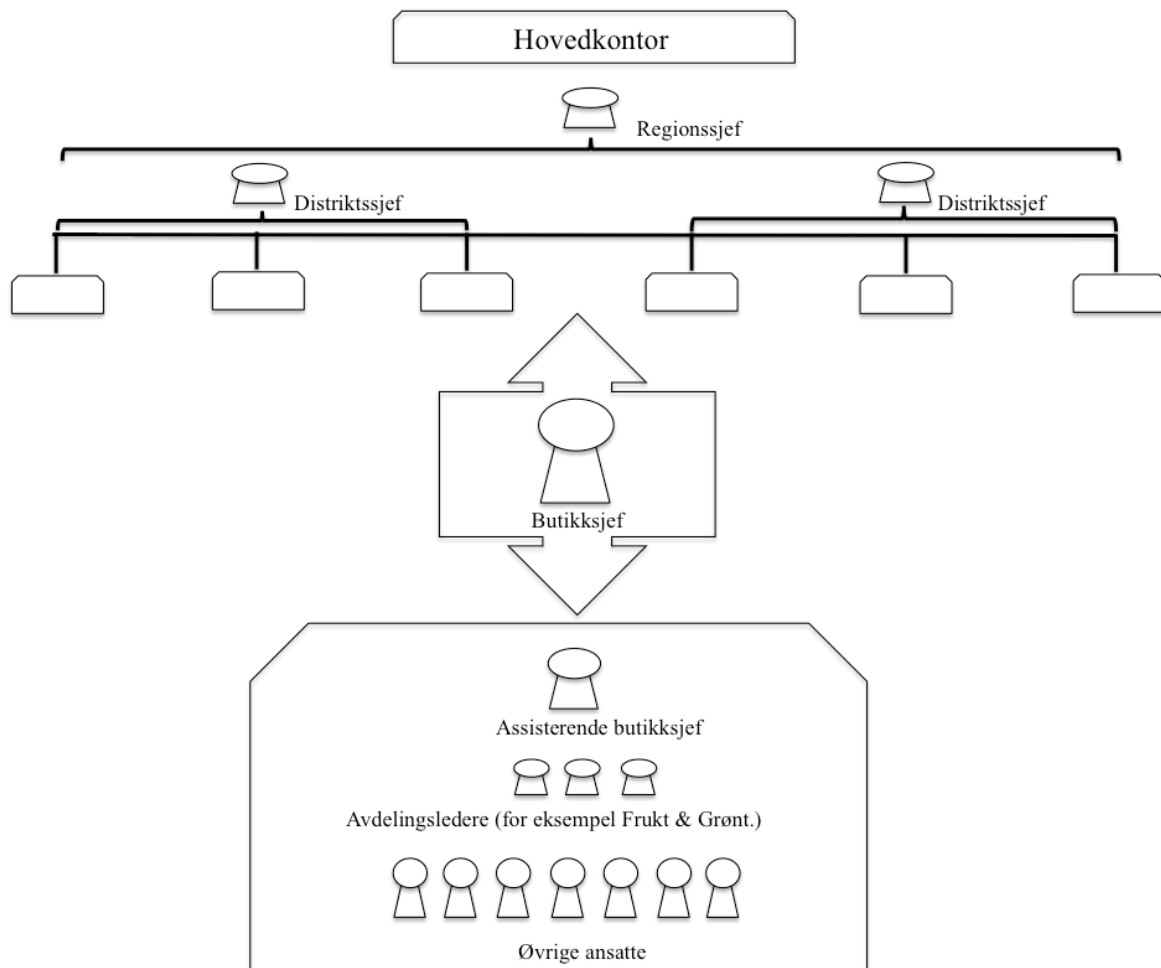 Hovedkontor
Regionssjef
Distriktssjef
Distriktssjef
Butikksjef
Assisterende butikksjef
Avdelingsledere (for eksempel Frukt & Grønt.)
Øvrige ansatte